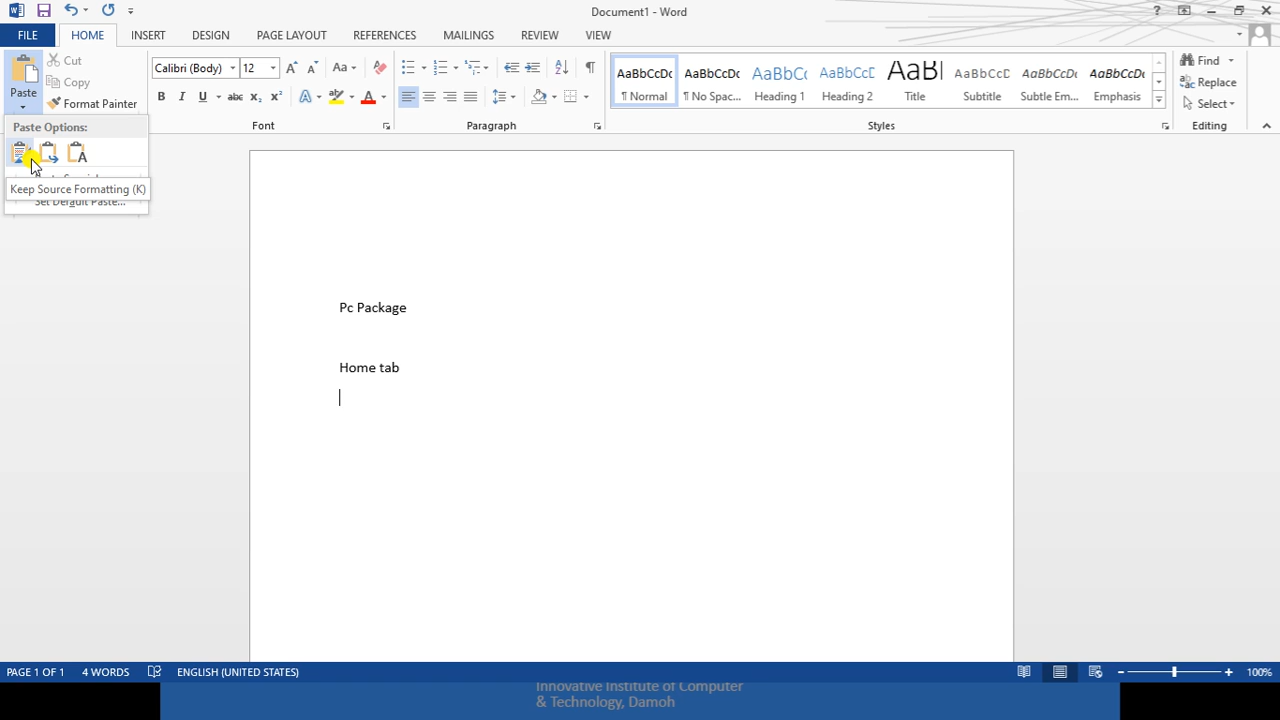 Document1 - Word
FILE HOME INSERT DESIGN PAGE LAYOUT REFERENCES MAILINGS REVIEW VIEW
Paste
Cut
Copy
Format Painter
Calibri (Body) 12
Font
Paragraph
AaBbCcDc AaBbCcDc AaBbCc AaBbCcD AaBl AaBbCcD AaBbCcDc AaBbCcDc
¶ Normal ¶ No Spac... Heading 1 Heading 2 Title Subtitle Subtle Em... Emphasis
Styles
Find
Replace
Select
Editing
Paste Options:
Keep Source Formatting (K)
Set Default Paste...
Pc Package
Home tab
PAGE 1 OF 1 4 WORDS ENGLISH (UNITED STATES) 100%
Innovative Institute of Computer
& Technology, Damoh